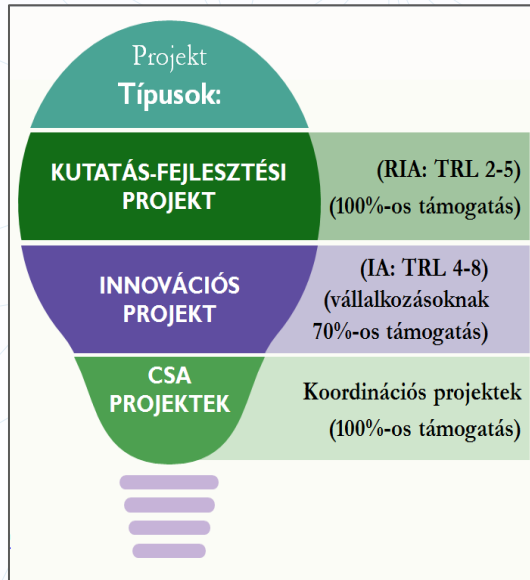 Projekt
Típusok:
KUTATÁS-FEJLESZTÉSI
PROJEKT
(RIA: TRL 2-5)
(100%-os támogatás)
INNOVÁCIÓS
PROJEKT
(IA: TRL 4-8)
(vállalkozásoknak
70%-os támogatás)
CSA
PROJEKTEK
Koordinációs projektek
(100%-os támogatás)